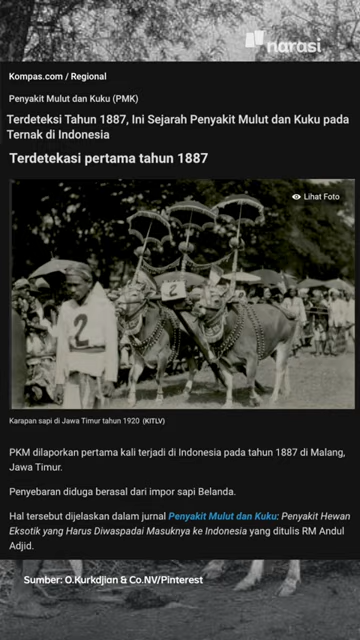 narasi
Kompas.com / Regional
Penyakit Mulut dan Kuku (PMK)
Terdeteksi Tahun 1887, Ini Sejarah Penyakit Mulut dan Kuku pada
Ternak di Indonesia
Terdetekasi pertama tahun 1887
Lihat Foto
2
2
Karapan sapi di Jawa Timur tahun 1920 (KITLV)
PKM dilaporkan pertama kali terjadi di Indonesia pada tahun 1887 di Malang,
Jawa Timur.
Penyebaran diduga berasal dari impor sapi Belanda.
Hal tersebut dijelaskan dalam jurnal Penyakit Mulut dan Kuku: Penyakit Hewan
Eksotik yang Harus Diwaspadai Masuknya ke Indonesia yang ditulis RM Andul
Adjid.
Sumber: O.Kurkdjian & Co.NV/Pinterest